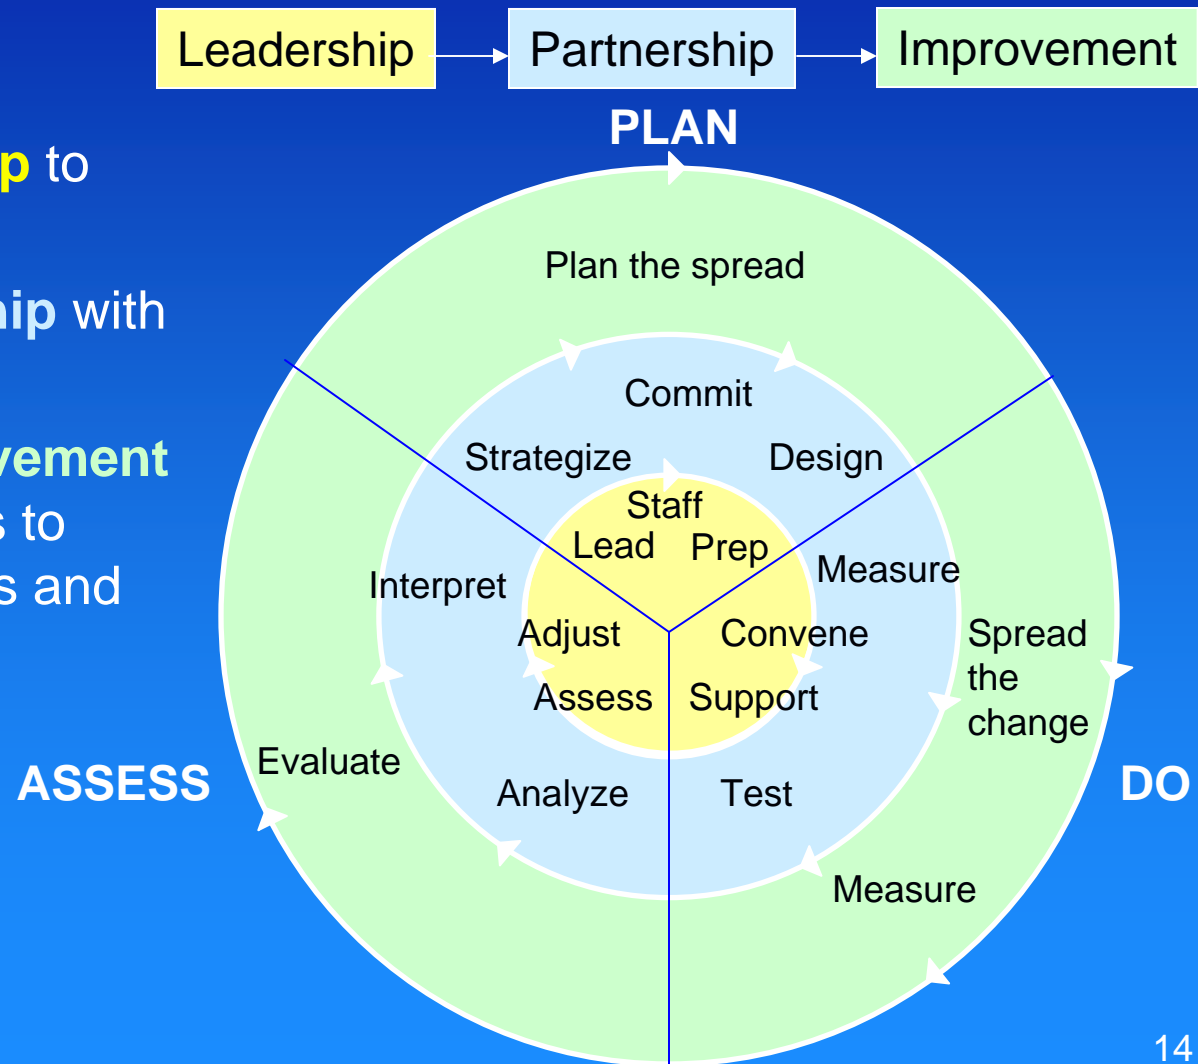 Leadership
Partnership
Improvement
PLAN
p to
hip with
vement
s to
s and
Plan the spread
Commit
Strategize
Design
Staff
Lead
Prep
Interpret
Measure
Adjust
Convene
Spread
the
change
Assess
Support
Evaluate
ASSESS
Analyze
Test
DO
Measure
14